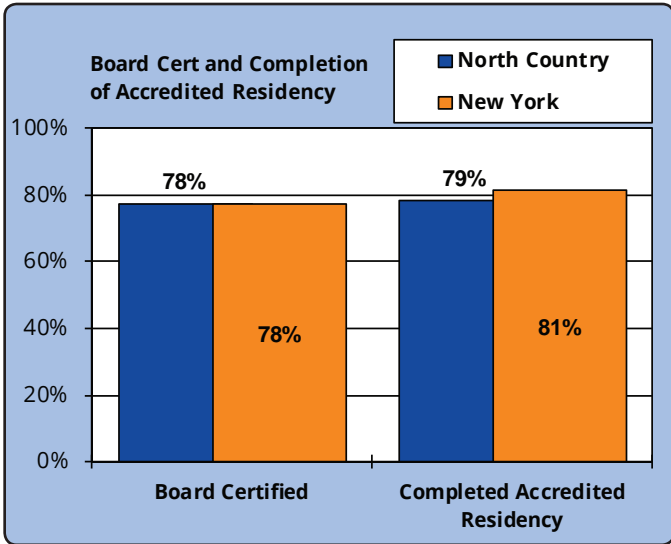 Board Cert and Completion
of Accredited Residency
North Country
New York
100%
80%
60%
40%
20%
0%
78%
78%
79%
81%
Board Certified
Completed Accredited
Residency